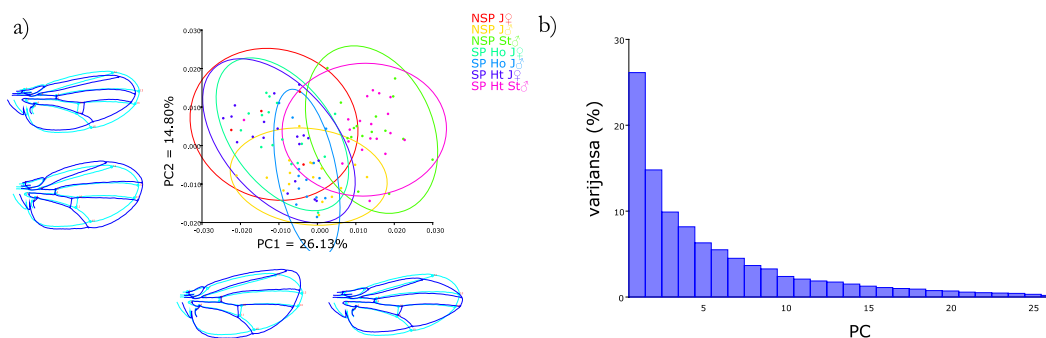 a)
NSP J♀
NSP J♂
NSP St♂
SP Ho J♀
SP Ho J♂
SP Ht J♀
SP Ht St♂
0.030
0.020
0.010
0.000
-0.010
-0.020
PC2 = 14.80%
-0.030
-0.020
-0.010
0.000
0.010
0.020
0.030
PC1 = 26.13%
b)
30
20
10
0
varijansa (%)
5
10
15
20
25
PC